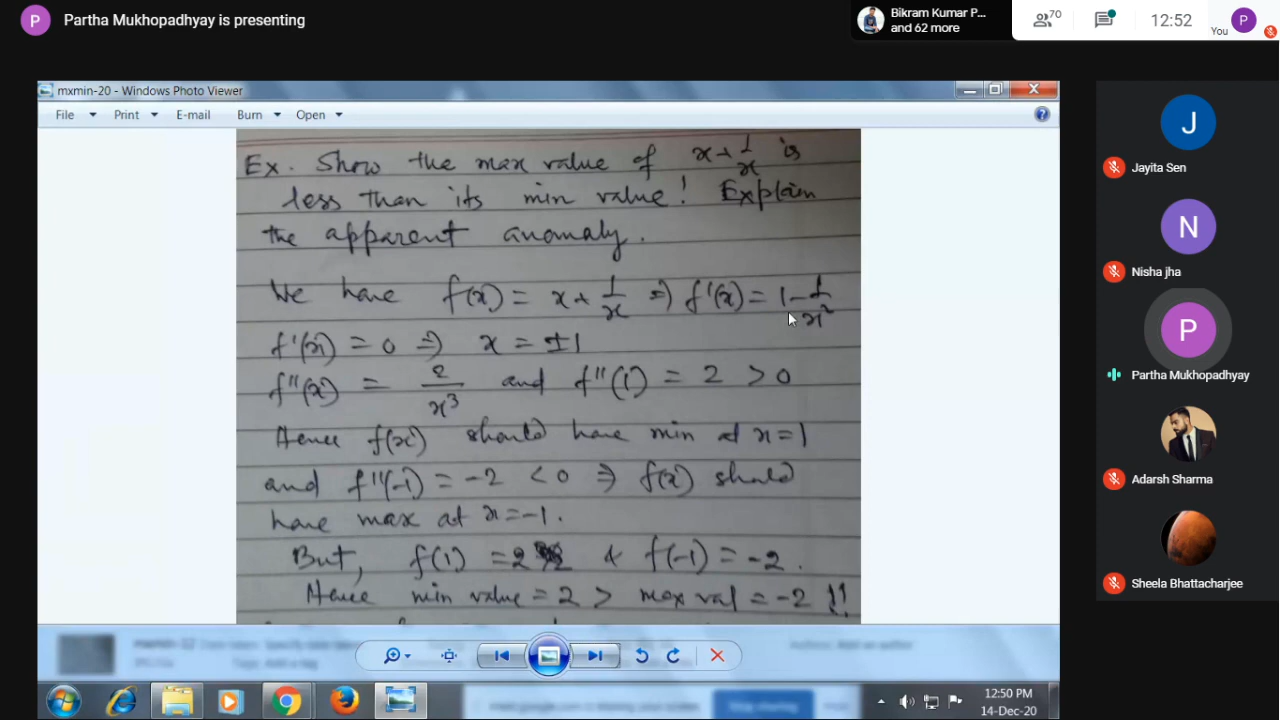 Partha Mukhopadhyay is presenting
Bikram Kumar P...
and 62 more
70
12:52
You
P
mxmin-20 - Windows Photo Viewer
File Print E-mail Burn Open
Ex. Show the max value of x + 1/x is
less than its min value! Explain
the apparent anomaly.
We have f(x) = x + 1/x ⇒ f'(x) = 1 - 1/x²
f'(x) = 0 ⇒ x = ±1
f''(x) = 2/x³ and f''(1) = 2 > 0
Hence f(x) should have min at x = 1
and f''(-1) = -2 < 0 ⇒ f(x) should
have max at x = -1.
But, f(1) = 2 & f(-1) = -2.
Hence min value = 2 > max val = -2 !!
J
Jayita Sen
N
Nisha jha
P
Partha Mukhopadhyay
Adarsh Sharma
Sheela Bhattacharjee
12:50 PM
14-Dec-20